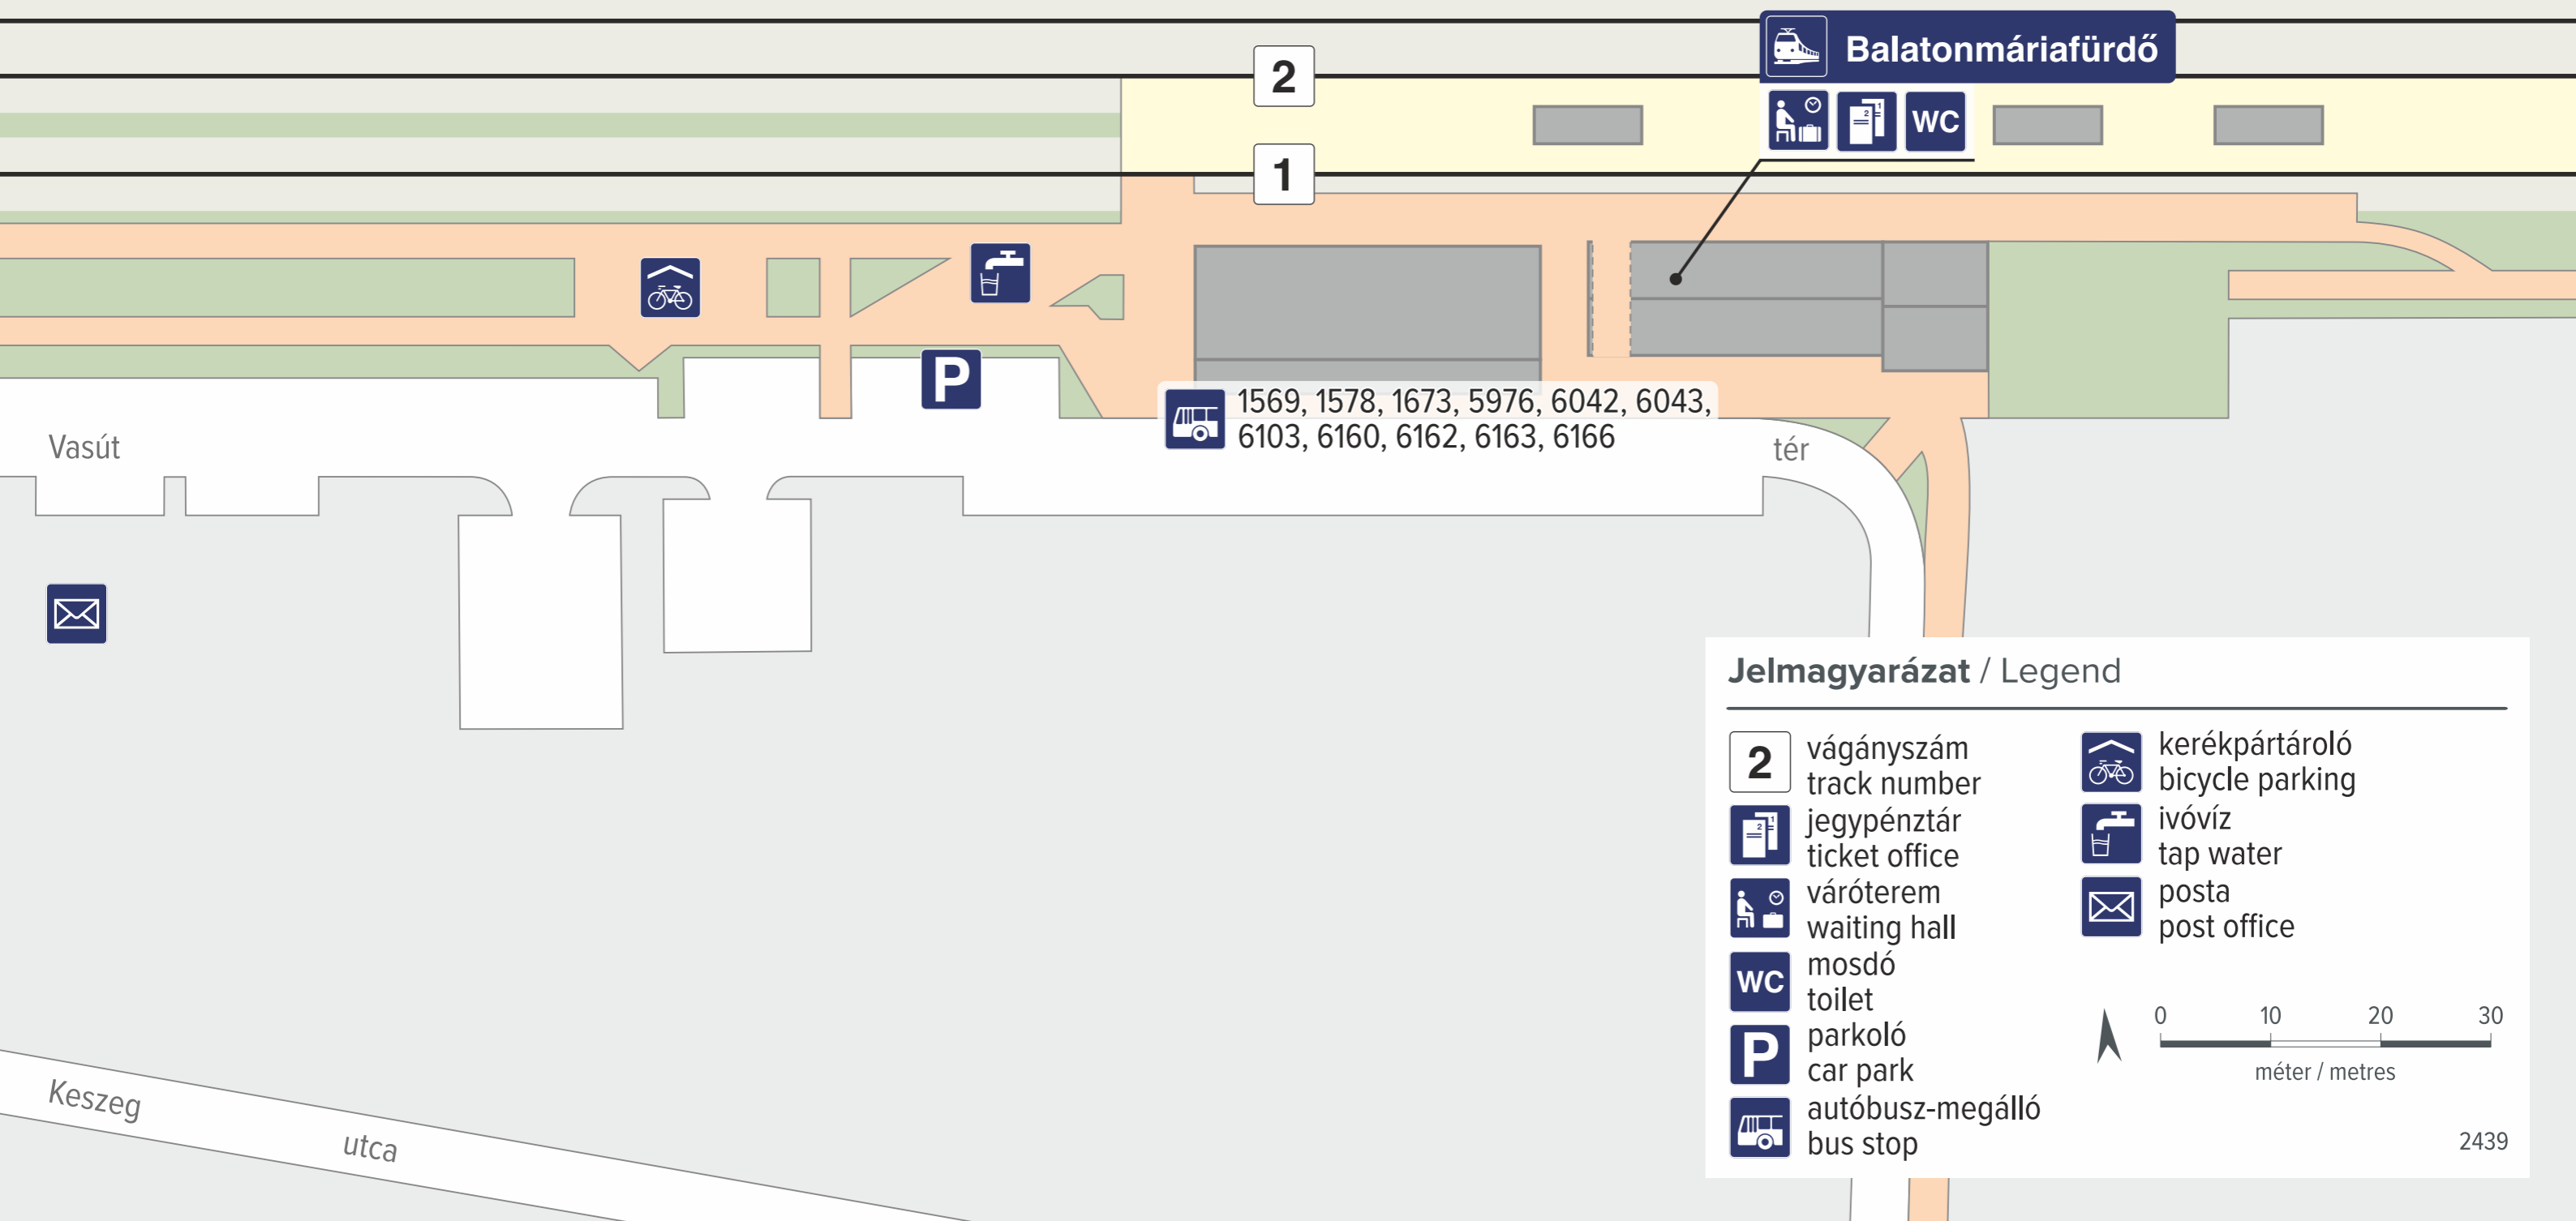 Balatonmáriafürdő
2
WC
1
1569, 1578, 1673, 5976, 6042, 6043,
6103, 6160, 6162, 6163, 6166
P
Vasút
tér
Keszeg
utca
Jelmagyarázat / Legend
2
vágányszám
track number
jegypénztár
ticket office
váróterem
waiting hall
WC
mosdó
toilet
P
parkoló
car park
autóbusz-megálló
bus stop
kerékpártároló
bicycle parking
ivóvíz
tap water
posta
post office
0 10 20 30
méter / metres
2439